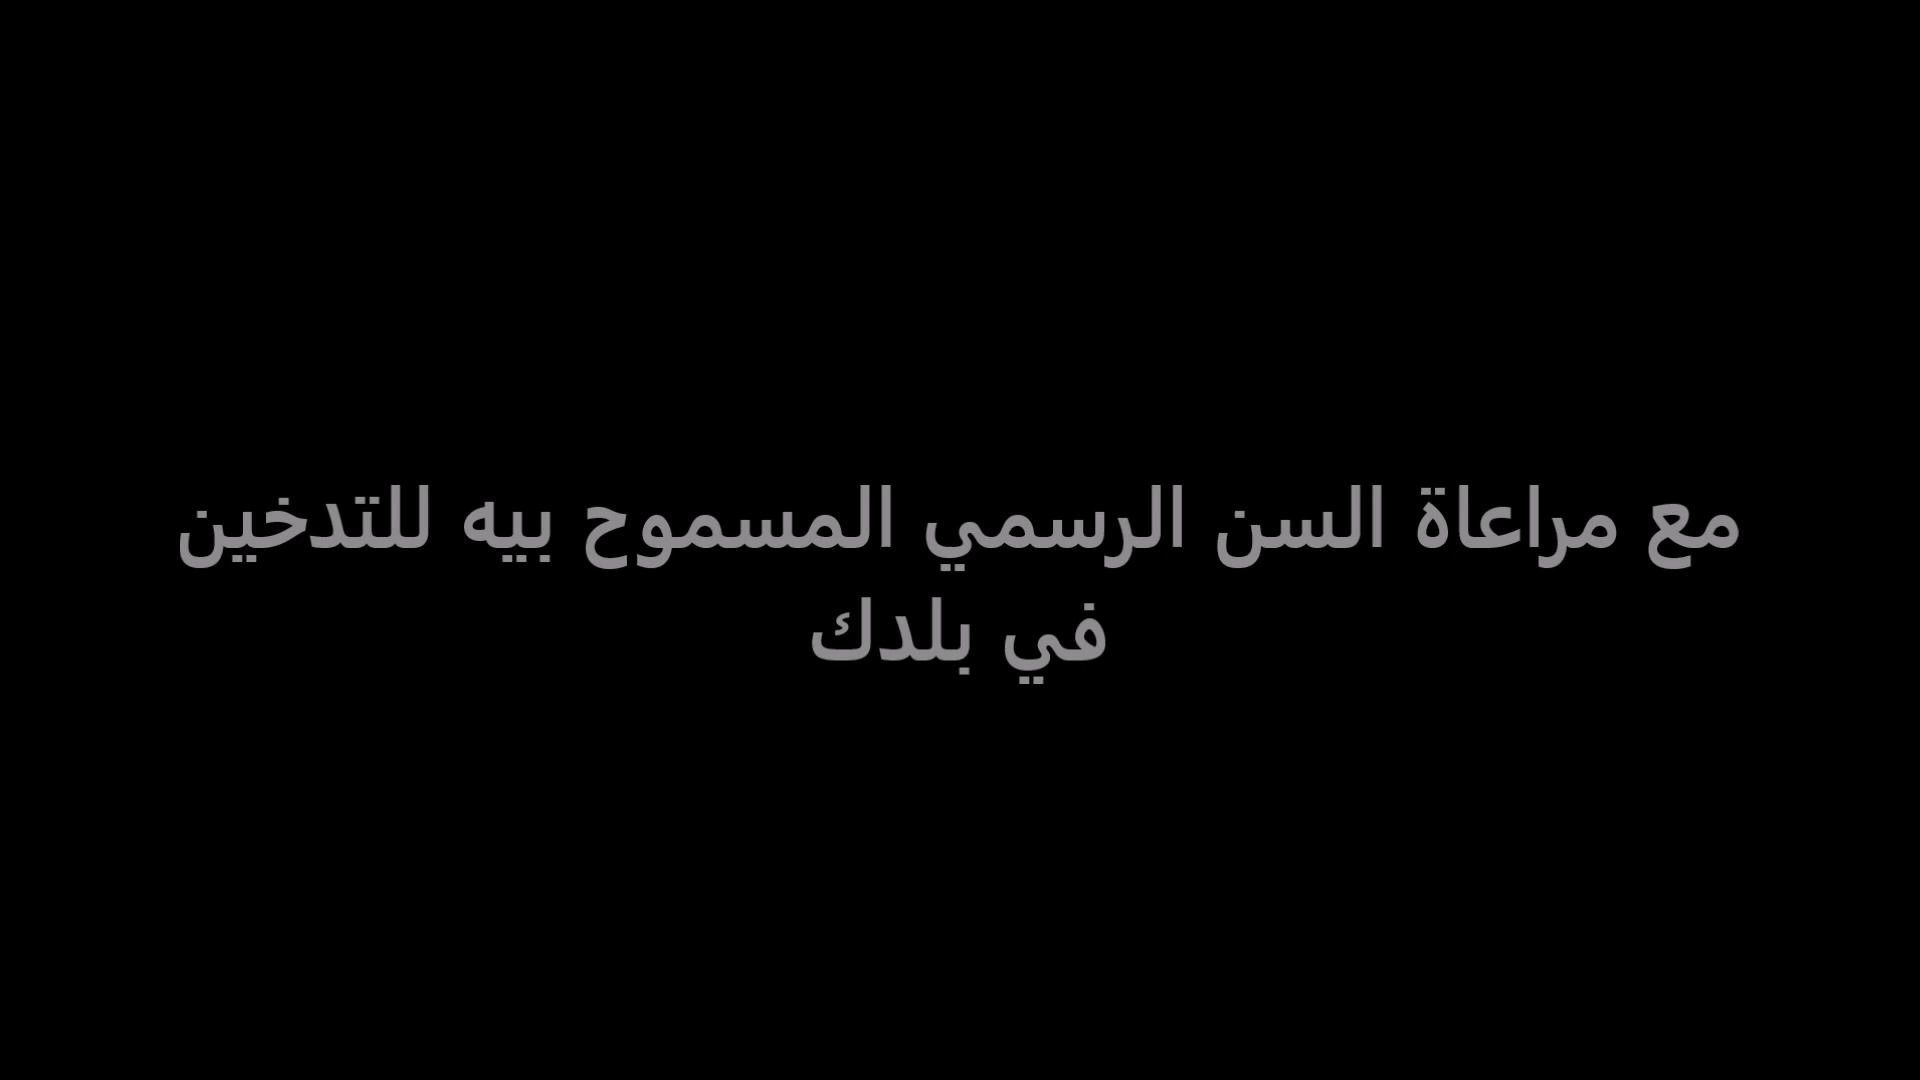 مع مراعاة السن الرسمي المسموح بيه للتدخين
في بلدك